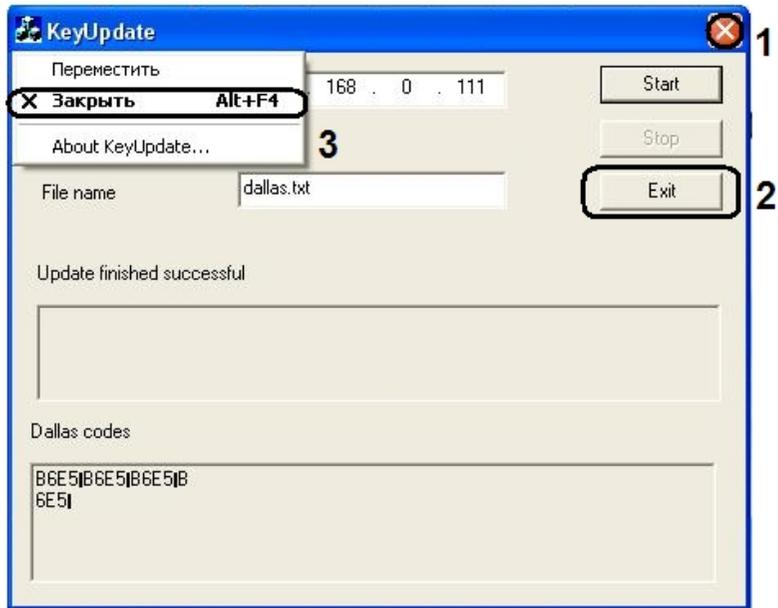 KeyUpdate
1
Переместить
Закрыть Alt+F4
. 168 . 0 . 111
Start
About KeyUpdate...
3
Stop
File name
dallas.txt
Exit
2
Update finished successful
Dallas codes
B6E5|B6E5|B6E5|B
6E5|